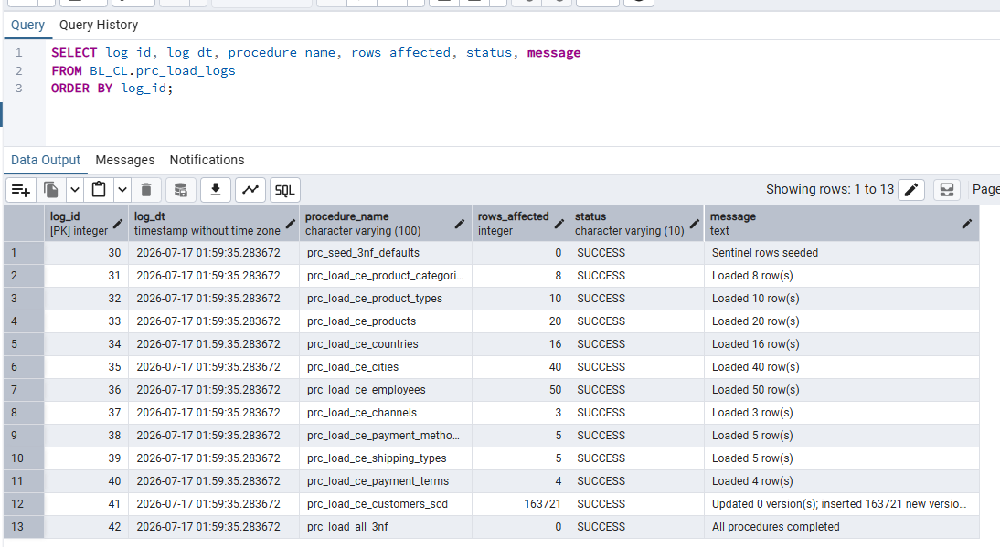 Query Query History
1 SELECT log_id, log_dt, procedure_name, rows_affected, status, message
2 FROM BL_CL.prc_load_logs
3 ORDER BY log_id;
Data Output Messages Notifications
SQL Showing rows: 1 to 13 Page
log_id log_dt procedure_name rows_affected status message
[PK] integer timestamp without time zone character varying (100) integer character varying (10) text
1 30 2026-07-17 01:59:35.283672 prc_seed_3nf_defaults 0 SUCCESS Sentinel rows seeded
2 31 2026-07-17 01:59:35.283672 prc_load_ce_product_categori... 8 SUCCESS Loaded 8 row(s)
3 32 2026-07-17 01:59:35.283672 prc_load_ce_product_types 10 SUCCESS Loaded 10 row(s)
4 33 2026-07-17 01:59:35.283672 prc_load_ce_products 20 SUCCESS Loaded 20 row(s)
5 34 2026-07-17 01:59:35.283672 prc_load_ce_countries 16 SUCCESS Loaded 16 row(s)
6 35 2026-07-17 01:59:35.283672 prc_load_ce_cities 40 SUCCESS Loaded 40 row(s)
7 36 2026-07-17 01:59:35.283672 prc_load_ce_employees 50 SUCCESS Loaded 50 row(s)
8 37 2026-07-17 01:59:35.283672 prc_load_ce_channels 3 SUCCESS Loaded 3 row(s)
9 38 2026-07-17 01:59:35.283672 prc_load_ce_payment_metho... 5 SUCCESS Loaded 5 row(s)
10 39 2026-07-17 01:59:35.283672 prc_load_ce_shipping_types 5 SUCCESS Loaded 5 row(s)
11 40 2026-07-17 01:59:35.283672 prc_load_ce_payment_terms 4 SUCCESS Loaded 4 row(s)
12 41 2026-07-17 01:59:35.283672 prc_load_ce_customers_scd 163721 SUCCESS Updated 0 version(s); inserted 163721 new versio...
13 42 2026-07-17 01:59:35.283672 prc_load_all_3nf 0 SUCCESS All procedures completed